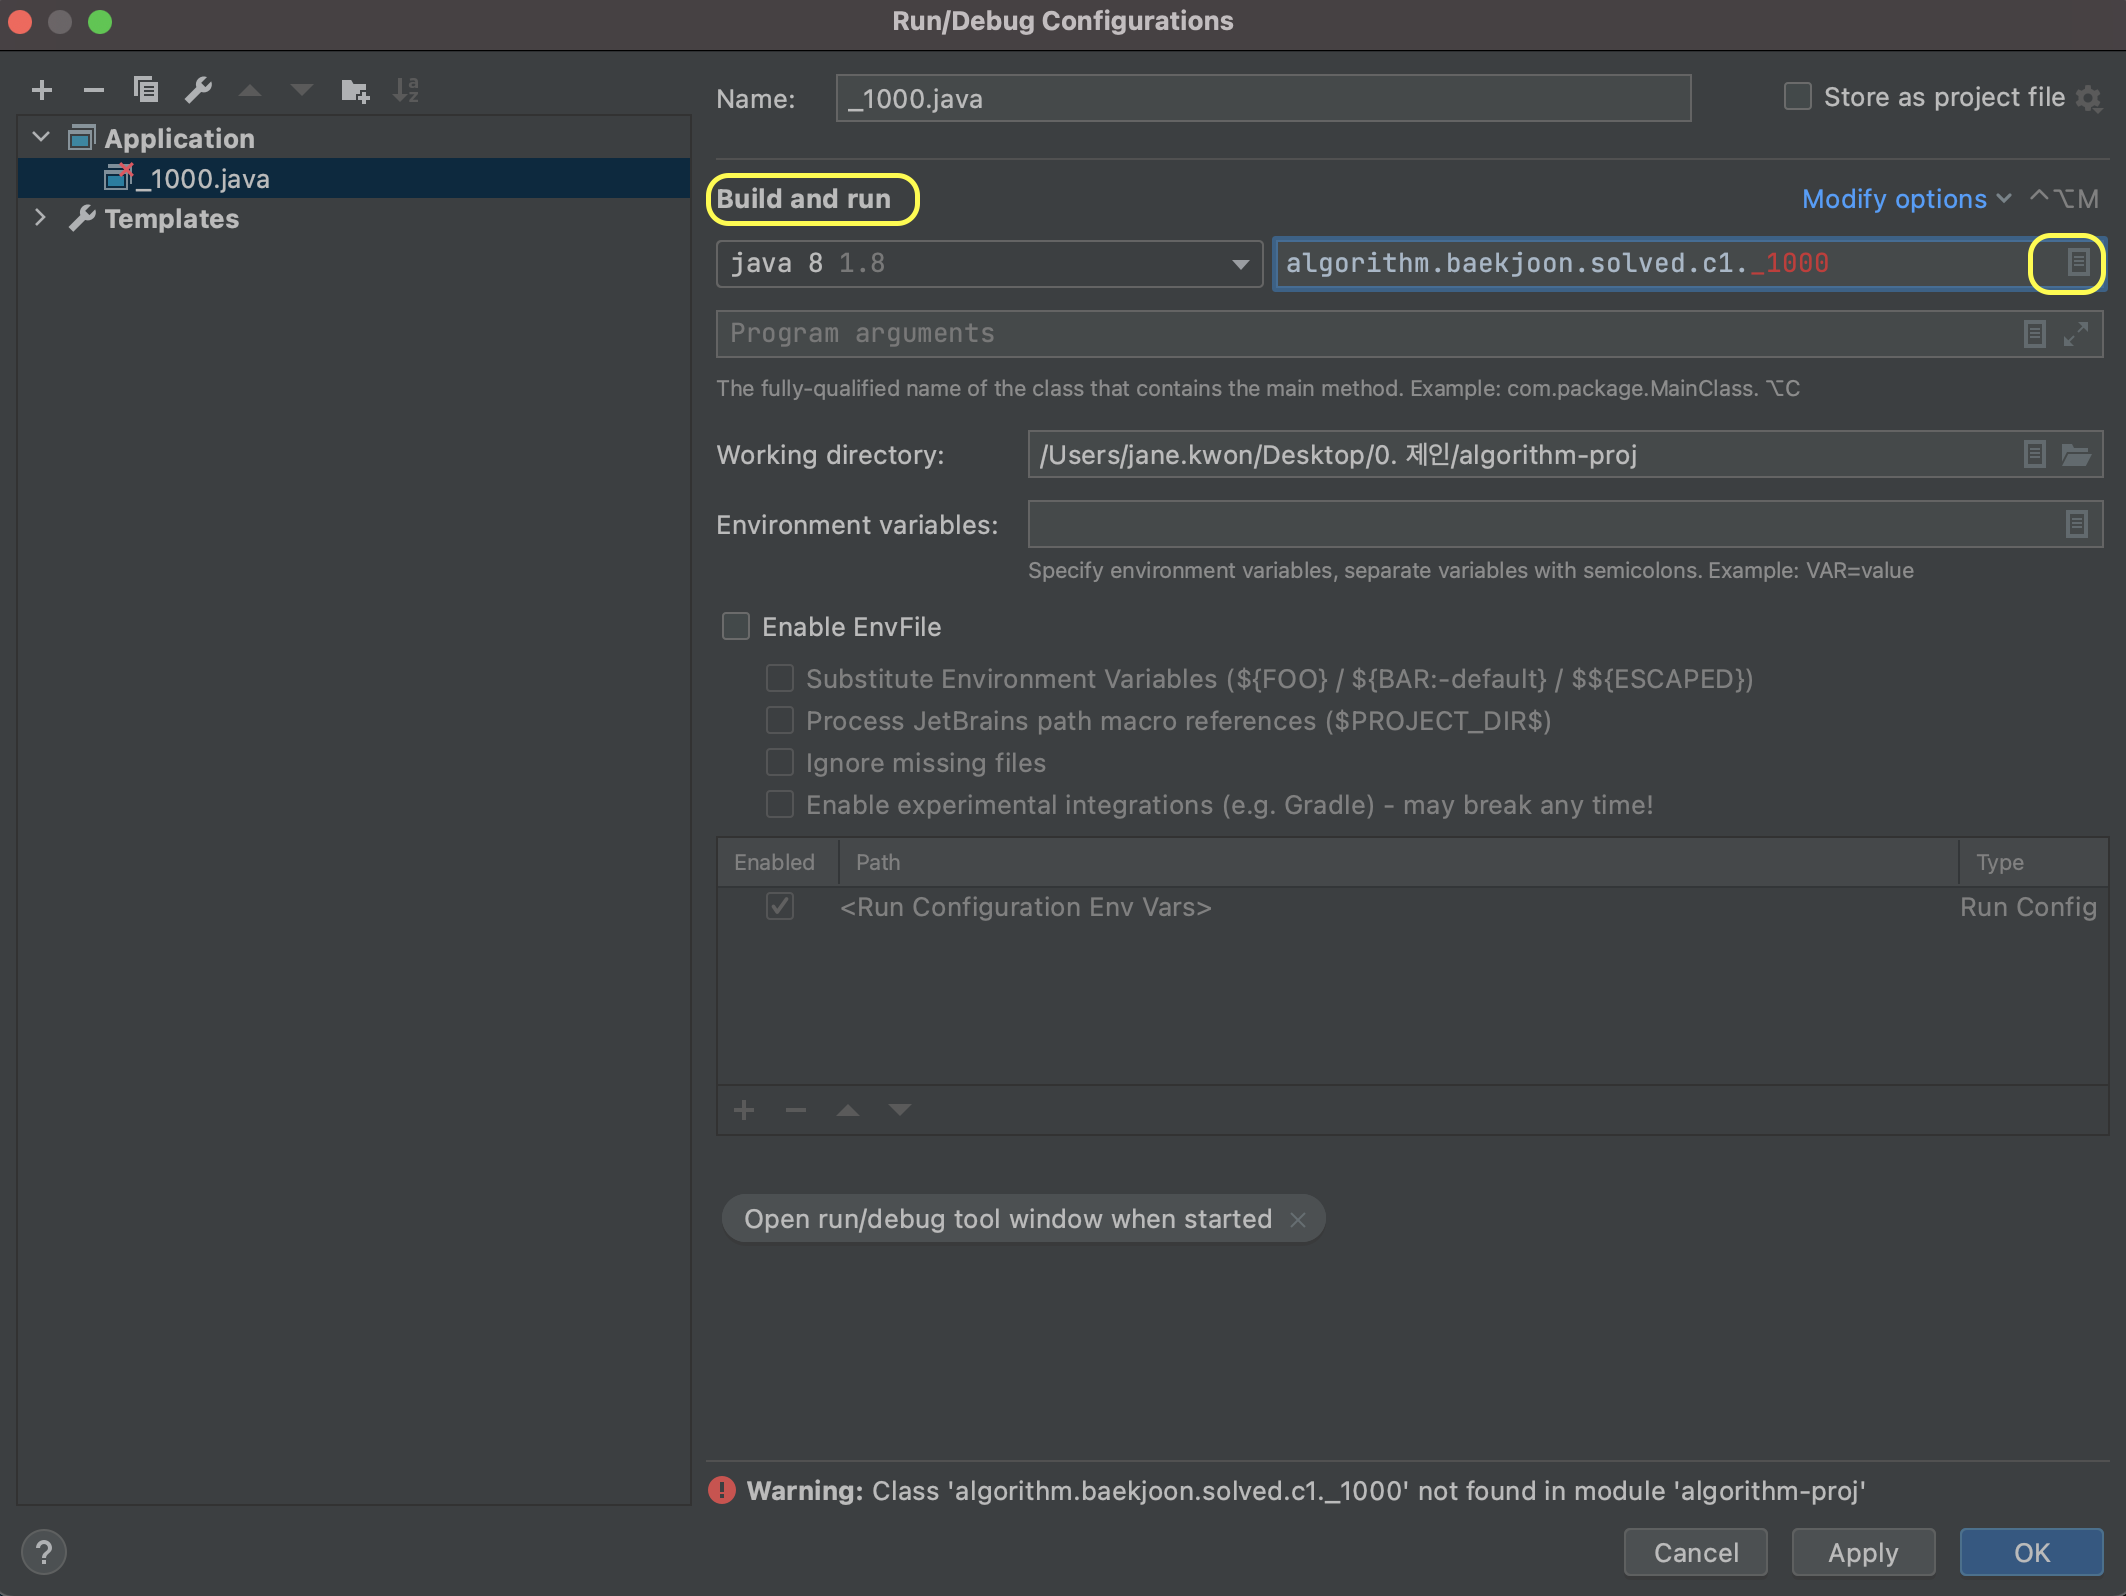 Run/Debug Configurations
Application
_1000.java
Templates
Name:
_1000.java
Store as project file
Build and run
Modify options
^⌥M
java 8 1.8
algorithm.baekjoon.solved.c1._1000
Program arguments
The fully-qualified name of the class that contains the main method. Example: com.package.MainClass. ⌥C
Working directory:
/Users/jane.kwon/Desktop/0. 제인/algorithm-proj
Environment variables:
Specify environment variables, separate variables with semicolons. Example: VAR=value
Enable EnvFile
Substitute Environment Variables (${FOO} / ${BAR:-default} / $${ESCAPED})
Process JetBrains path macro references ($PROJECT_DIR$)
Ignore missing files
Enable experimental integrations (e.g. Gradle) - may break any time!
Enabled Path Type
<Run Configuration Env Vars> Run Config
Open run/debug tool window when started
Warning: Class 'algorithm.baekjoon.solved.c1._1000' not found in module 'algorithm-proj'
?
Cancel
Apply
OK